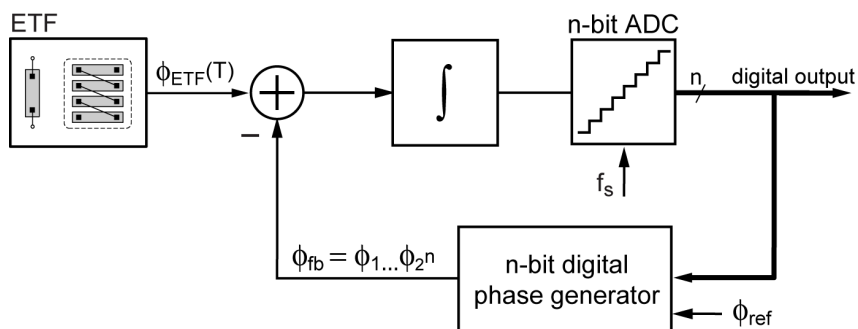 ETF
n-bit ADC
ϕETF(T)
n
digital output
+
−
∫
fs
ϕfb = ϕ1...ϕ2ⁿ
n-bit digital
phase generator
ϕref